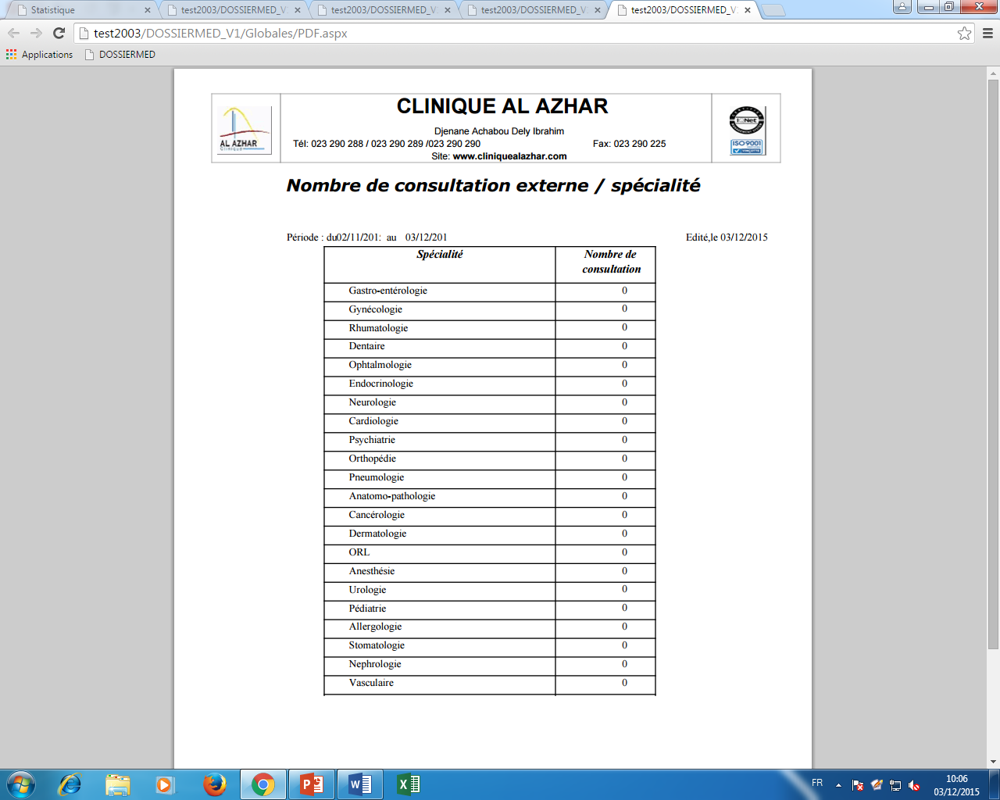 Statistique
test2003/DOSSIERMED_V
test2003/DOSSIERMED_V
test2003/DOSSIERMED_V
test2003/DOSSIERMED_V
test2003/DOSSIERMED_V1/Globales/PDF.aspx
Applications DOSSIERMED
CLINIQUE AL AZHAR
AL AZHAR
Clinique
Djenane Achabou Dely Ibrahim
Tél: 023 290 288 / 023 290 289 /023 290 290 Fax: 023 290 225
Site: www.cliniquealazhar.com
IQNet
ISO 9001
Nombre de consultation externe / spécialité
Période : du02/11/201 au 03/12/201 Edité,le 03/12/2015
Spécialité Nombre de
consultation
Gastro-entérologie 0
Gynécologie 0
Rhumatologie 0
Dentaire 0
Ophtalmologie 0
Endocrinologie 0
Neurologie 0
Cardiologie 0
Psychiatrie 0
Orthopédie 0
Pneumologie 0
Anatomo-pathologie 0
Cancérologie 0
Dermatologie 0
ORL 0
Anesthésie 0
Urologie 0
Pédiatrie 0
Allergologie 0
Stomatologie 0
Nephrologie 0
Vasculaire 0
FR 10:06
03/12/2015